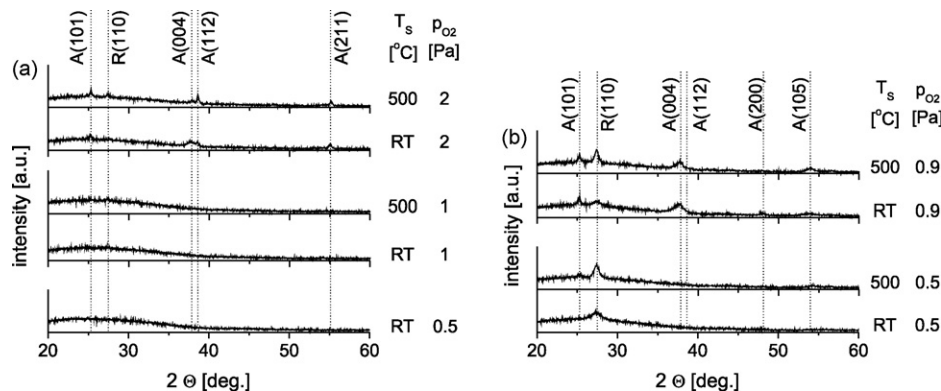 (a)
A(101)
R(110)
A(004)
A(112)
A(211)
T_S p_O2
[°C] [Pa]
500 2
RT 2
500 1
RT 1
RT 0.5
intensity [a.u.]
20 30 40 50 60
2 Θ [deg.]
(b)
A(101)
R(110)
A(004)
A(112)
A(200)
A(105)
T_S p_O2
[°C] [Pa]
500 0.9
RT 0.9
500 0.5
RT 0.5
intensity [a.u.]
20 30 40 50 60
2 Θ [deg.]